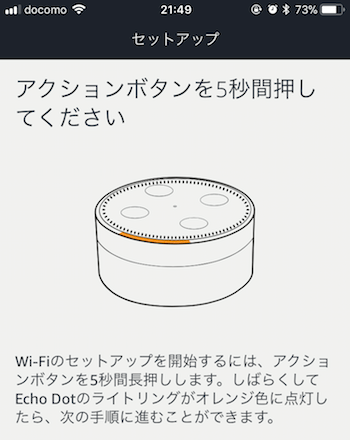 docomo 21:49 73%
セットアップ
アクションボタンを5秒間押し
てください
Wi-Fiのセットアップを開始するには、アクショ
ンボタンを5秒間長押しします。しばらくして
Echo Dotのライトリングがオレンジ色に点灯し
たら、次の手順に進むことができます。